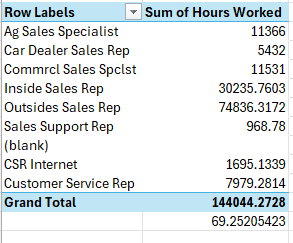 Row Labels Sum of Hours Worked
Ag Sales Specialist 11366
Car Dealer Sales Rep 5432
Commrcl Sales Spclst 11531
Inside Sales Rep 30235.7603
Outsides Sales Rep 74836.3172
Sales Support Rep 968.78
(blank)
CSR Internet 1695.1339
Customer Service Rep 7979.2814
Grand Total 144044.2728
69.25205423